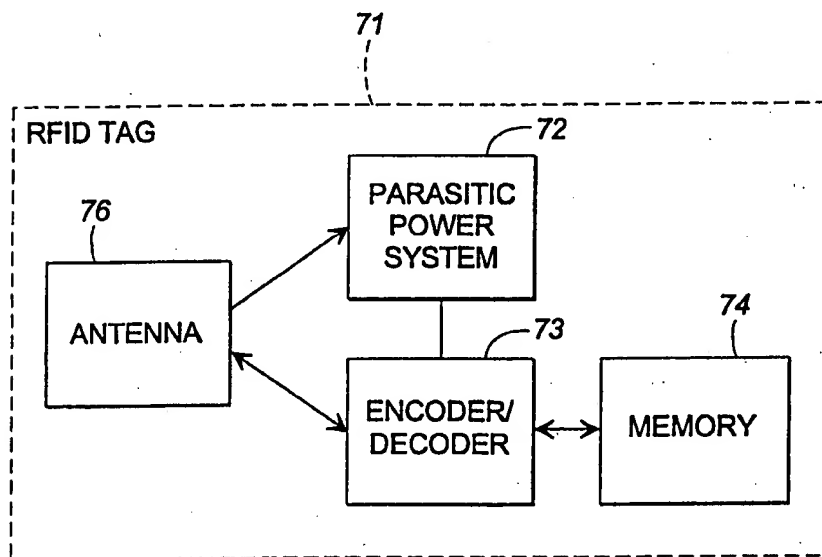 71
RFID TAG
72
PARASITIC
POWER
SYSTEM
76
ANTENNA
73
ENCODER/
DECODER
74
MEMORY